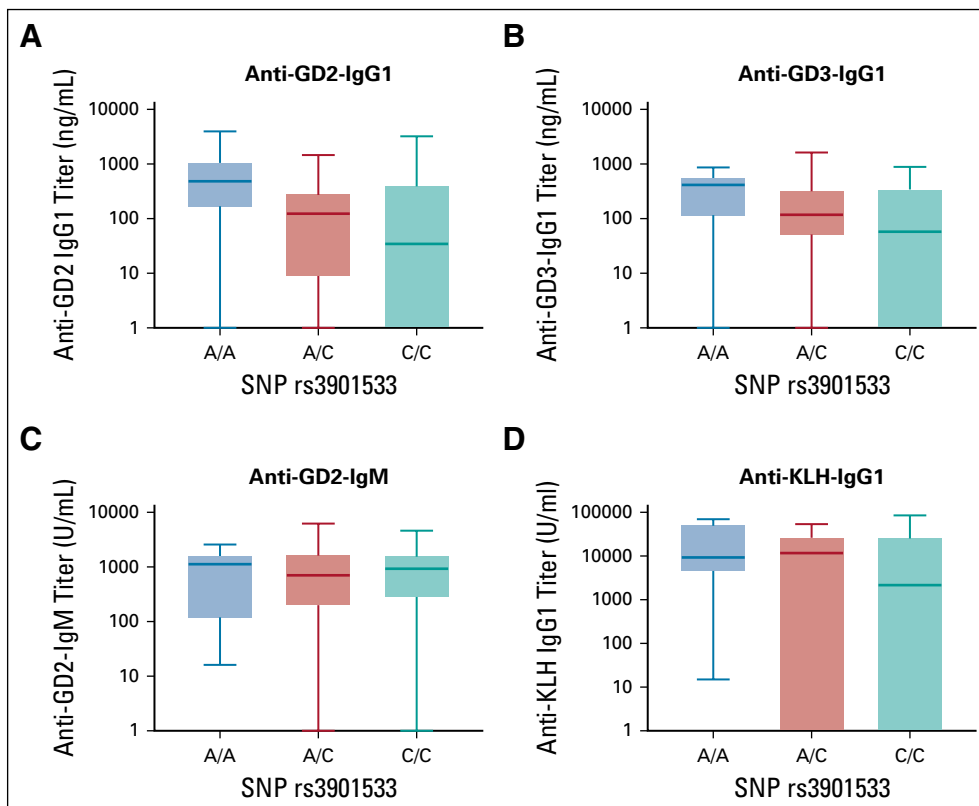 A
Anti-GD2-IgG1
Anti-GD2 IgG1 Titer (ng/mL)
10000
1000
100
10
1
A/A A/C C/C
SNP rs3901533
B
Anti-GD3-IgG1
Anti-GD3-IgG1 Titer (ng/mL)
10000
1000
100
10
1
A/A A/C C/C
SNP rs3901533
C
Anti-GD2-IgM
Anti-GD2-IgM Titer (U/mL)
10000
1000
100
10
1
A/A A/C C/C
SNP rs3901533
D
Anti-KLH-IgG1
Anti-KLH IgG1 Titer (U/ml)
100000
10000
1000
100
10
1
A/A A/C C/C
SNP rs3901533